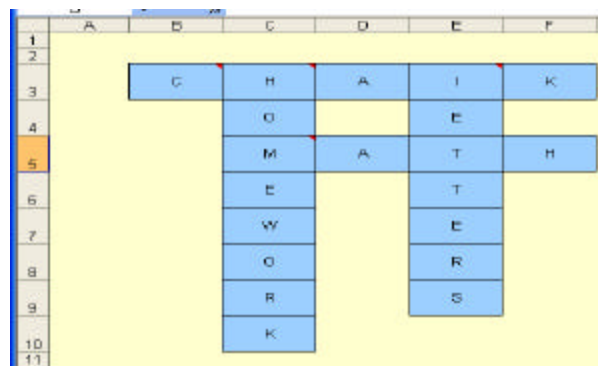 A B C D E F
1
2
3 C H A L K
4 O E
5 M A T H
6 E T
7 W E
8 O R
9 R S
10 K
11